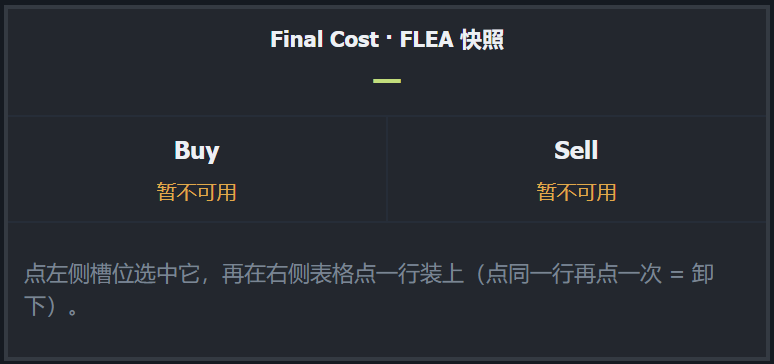 Final Cost · FLEA 快照
—
Buy
Sell
暂不可用
暂不可用
点左侧槽位选中它，再在右侧表格点一行装上（点同一行再点一次 = 卸
下）。